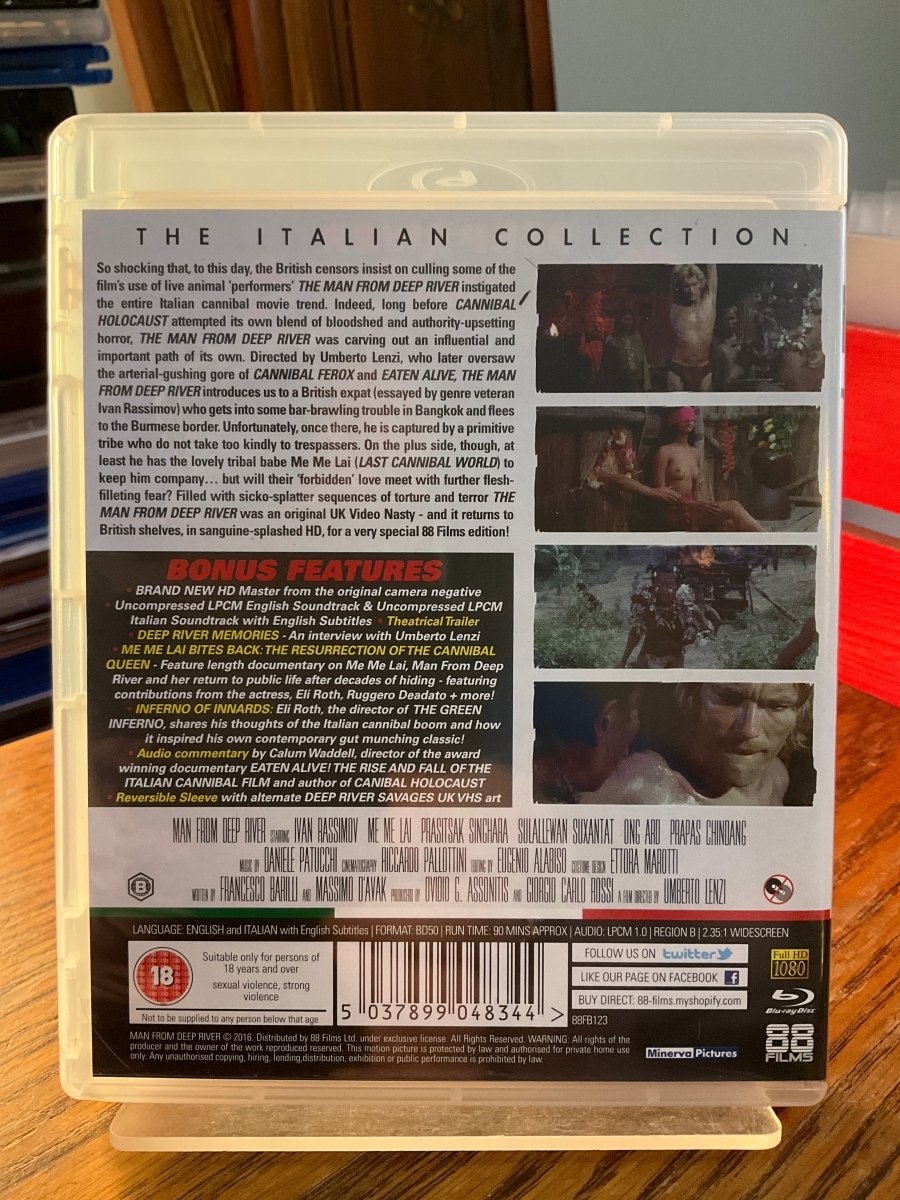 THE ITALIAN COLLECTION
So shocking that, to this day, the British censors insist on culling some of the
film's use of live animal 'performers' THE MAN FROM DEEP RIVER instigated
the entire Italian cannibal movie trend. Indeed, long before CANNIBAL
HOLOCAUST attempted its own blend of bloodshed and authority-upsetting
horror, THE MAN FROM DEEP RIVER was carving out an influential and
important path of its own. Directed by Umberto Lenzi, who later oversaw
the arterial-gushing gore of CANNIBAL FEROX and EATEN ALIVE, THE MAN
FROM DEEP RIVER introduces us to a British expat (essayed by genre veteran
Ivan Rassimov) who gets into some bar-brawling trouble in Bangkok and flees
to the Burmese border. Unfortunately, once there, he is captured by a primitive
tribe who do not take too kindly to trespassers. On the plus side, though, at
least he has the lovely tribal babe Me Me Lai (LAST CANNIBAL WORLD) to
keep him company... but will their 'forbidden' love meet with further flesh-
filleting fear? Filled with sicko-splatter sequences of torture and terror THE
MAN FROM DEEP RIVER was an original UK Video Nasty - and it returns to
British shelves, in sanguine-splashed HD, for a very special 88 Films edition!
BONUS FEATURES
• BRAND NEW HD Master from the original camera negative
• Uncompressed LPCM English Soundtrack & Uncompressed LPCM
Italian Soundtrack with English Subtitles • Theatrical Trailer
• DEEP RIVER MEMORIES - An interview with Umberto Lenzi
• ME ME LAI BITES BACK: THE RESURRECTION OF THE CANNIBAL
QUEEN - Feature length documentary on Me Me Lai, Man From Deep
River and her return to public life after decades of hiding - featuring
contributions from the actress, Eli Roth, Ruggero Deadato + more!
• INFERNO OF INNARDS: Eli Roth, the director of THE GREEN
INFERNO, shares his thoughts of the Italian cannibal boom and how
it inspired his own contemporary gut munching classic!
• Audio commentary by Calum Waddell, director of the award
winning documentary EATEN ALIVE! THE RISE AND FALL OF THE
ITALIAN CANNIBAL FILM and author of CANIBAL HOLOCAUST
• Reversible Sleeve with alternate DEEP RIVER SAVAGES UK VHS art
MAN FROM DEEP RIVER STARRING IVAN RASSIMOV ME ME LAI PRASITSAK SINGHARA SULALLEWAN SUXANTAT ONG ARD PRAPAS CHINDANG
MUSIC BY DANIELE PATUCCHI CINEMATOGRAPHY RICCARDO PALLOTTINI EDITING BY EUGENIO ALABISO COSTUME DESIGN ETTORA MAROTTI
WRITTEN BY FRANCESCO BARILLI AND MASSIMO D'AVAK PRODUCED BY OVIDIO G. ASSONITIS AND GIORGIO CARLO ROSSI A FILM DIRECTED BY UMBERTO LENZI
B
LANGUAGE: ENGLISH and ITALIAN with English Subtitles | FORMAT: BD50 | RUN TIME: 90 MINS APPROX | AUDIO: LPCM 1.0 | REGION B | 2.35:1 WIDESCREEN
18
Suitable only for persons of
18 years and over
sexual violence, strong
violence
Not to be supplied to any person below that age
5 037899 048344 >
FOLLOW US ON twitter
LIKE OUR PAGE ON FACEBOOK f
BUY DIRECT: 88-films.myshopify.com
88FB123
Full HD
1080
Blu-ray Disc
88
FILMS
MAN FROM DEEP RIVER © 2016. Distributed by 88 Films Ltd. under exclusive license. All Rights Reserved. WARNING: All rights of the
producer and the owner of the work reproduced reserved. This motion picture is protected by law and authorised for private home use
only. Any unauthorised copying, hiring, lending,distribution, exhibition or public performance is prohibited by law.
Minerva Pictures